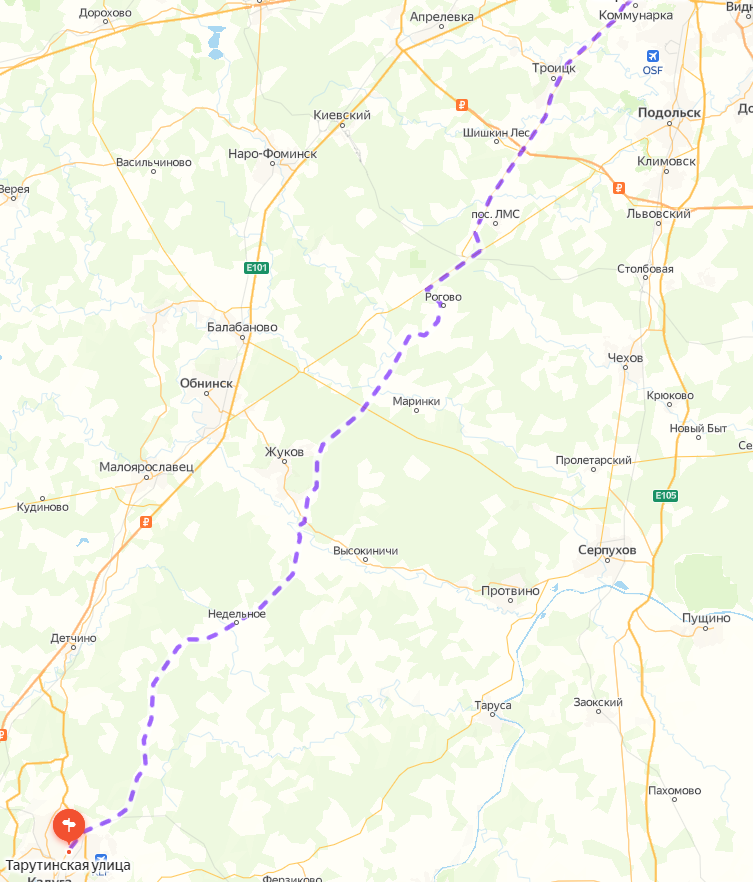 Дорохово
Апрелевка
Коммунарка
Видн
Троицк
OSF
Киевский
Подольск
До
Шишкин Лес
Наро-Фоминск
Васильчиново
Климовск
Верея
пос. ЛМС
Львовский
E101
Столбовая
Рогово
Балабаново
Чехов
Обнинск
Маринки
Крюково
Новый Быт
Жуков
Се
Малоярославец
Пролетарский
E105
Кудиново
Высокиничи
Серпухов
Протвино
Недельное
Пущино
Детчино
Таруса
Заокский
Пахомово
Тарутинская улица
Калуга
Ферзиково